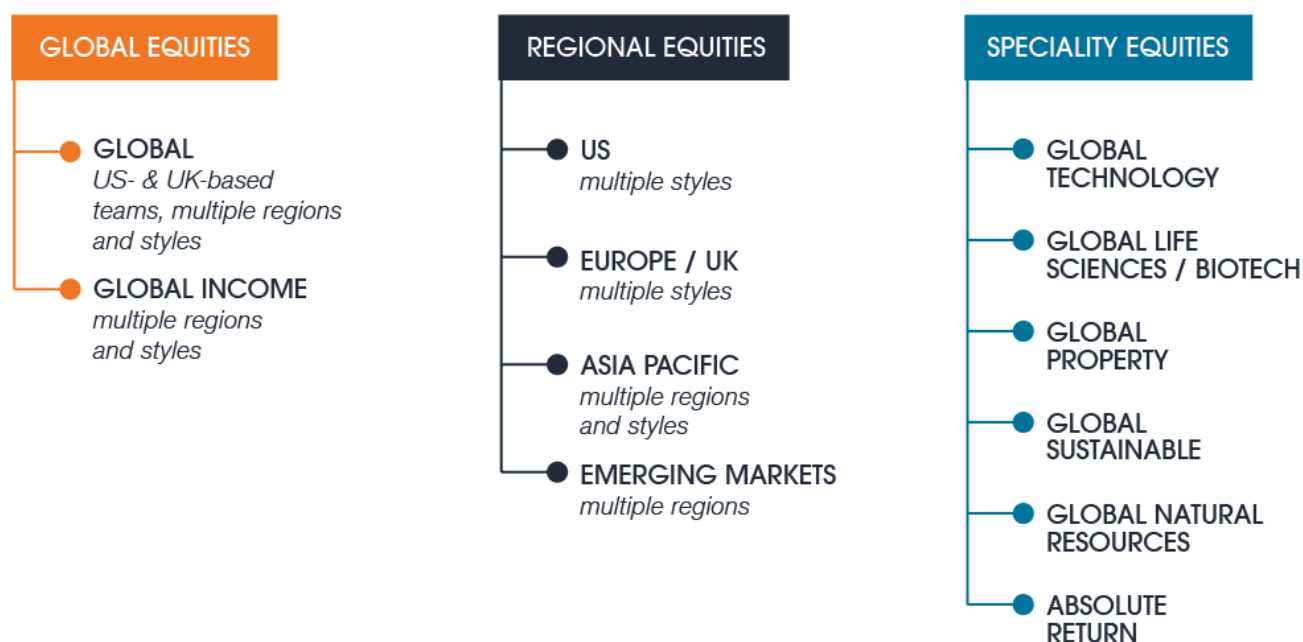 GLOBAL EQUITIES
GLOBAL
US- & UK-based
teams, multiple regions
and styles
GLOBAL INCOME
multiple regions
and styles
REGIONAL EQUITIES
US
multiple styles
EUROPE / UK
multiple styles
ASIA PACIFIC
multiple regions
and styles
EMERGING MARKETS
multiple regions
SPECIALITY EQUITIES
GLOBAL
TECHNOLOGY
GLOBAL LIFE
SCIENCES / BIOTECH
GLOBAL
PROPERTY
GLOBAL
SUSTAINABLE
GLOBAL NATURAL
RESOURCES
ABSOLUTE
RETURN